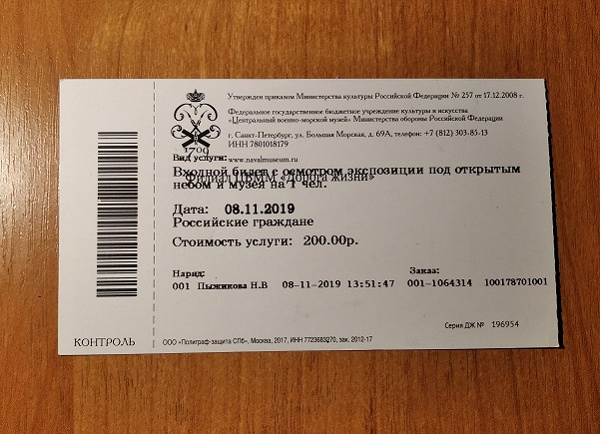 Утвержден приказом Министерства культуры Российской Федерации № 257 от 17.12.2008 г.
Федеральное государственное бюджетное учреждение культуры и искусства
«Центральный военно-морской музей» Министерства обороны Российской Федерации
г. Санкт-Петербург, ул. Большая Морская, д. 69А, телефон: +7 (812) 303-85-13
ИНН 7801018179
1709
Вид услуги: www.navalmuseum.ru
Входной билет с осмотром экспозиции под открытым
Филиал ЦВММ «Дорога жизни»
небом и музея на 1 чел.
Дата: 08.11.2019
Российские граждане
Стоимость услуги: 200.00р.
Наряд: Заказ:
001 Пыжикова Н.В 08-11-2019 13:51:47 001-1064314 100178701001
Серия ДЖ № 196954
КОНТРОЛЬ
ООО «Полиграф-защита СПб», Москва, 2017, ИНН 7723683270, зак. 2012-17